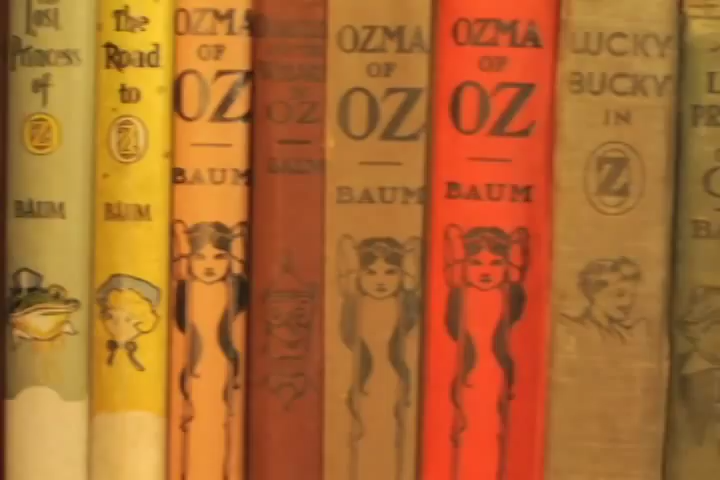 Lost
Princess
of
OZ
BAUM
The
Road
to
OZ
BAUM
OZMA
OF
OZ
BAUM
OZ
BAUM
OZMA
OF
OZ
BAUM
OZMA
OF
OZ
BAUM
LUCKY
BUCKY
IN
OZ